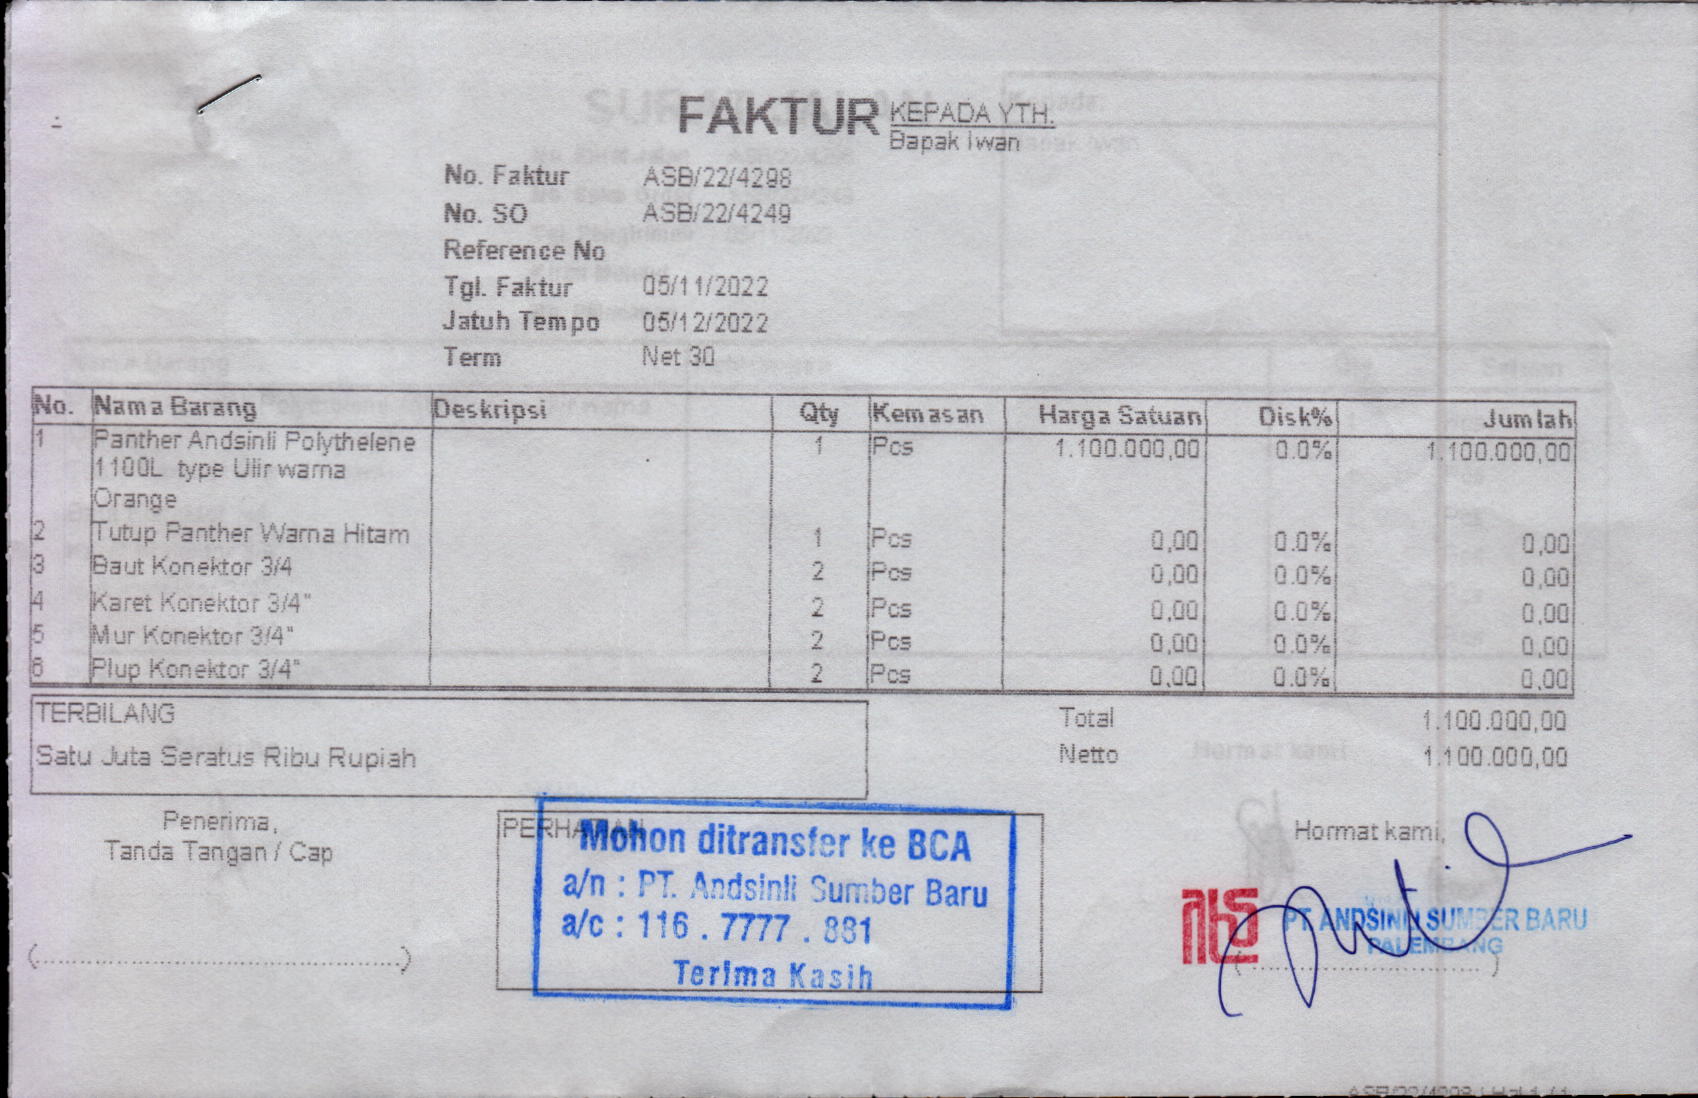 FAKTUR
KEPADA YTH.
Bapak Iwan
No. Faktur ASB/22/4298
No. SO ASB/22/4249
Reference No
Tgl. Faktur 05/11/2022
Jatuh Tempo 05/12/2022
Term Net 30
No. Nama Barang Deskripsi Qty Kemasan Harga Satuan Disk% Jumlah
1 Panther Andsinli Polythelene 1 Pcs 1.100.000,00 0.0% 1.100.000,00
1100L type Ulir warna
Orange
2 Tutup Panther Warna Hitam 1 Pcs 0,00 0.0% 0,00
3 Baut Konektor 3/4 2 Pcs 0,00 0.0% 0,00
4 Karet Konektor 3/4" 2 Pcs 0,00 0.0% 0,00
5 Mur Konektor 3/4" 2 Pcs 0,00 0.0% 0,00
6 Plup Konektor 3/4" 2 Pcs 0,00 0.0% 0,00
TERBILANG
Satu Juta Seratus Ribu Rupiah
Total 1.100.000,00
Netto 1.100.000,00
Penerima,
Tanda Tangan / Cap
PERHATIAN
Mohon ditransfer ke BCA
a/n : PT. Andsinli Sumber Baru
a/c : 116 . 7777 . 881
Terima Kasih
Hormat kami,
PT ANDSINLI SUMBER BARU
PALEMBANG